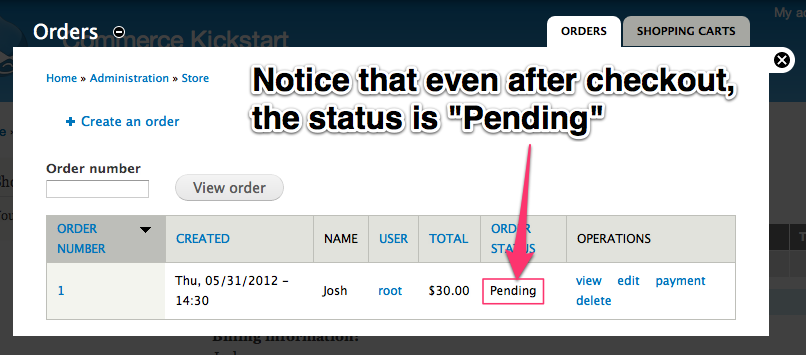 My a
Orders
Commerce Kickstart
ORDERS
SHOPPING CARTS
Home » Administration » Store
Notice that even after checkout,
the status is "Pending"
+ Create an order
Order number
View order
ORDER
NUMBER
CREATED
NAME
USER
TOTAL
ORDER
STATUS
OPERATIONS
1
Thu, 05/31/2012 -
14:30
Josh
root
$30.00
Pending
view edit payment
delete
Billing information: